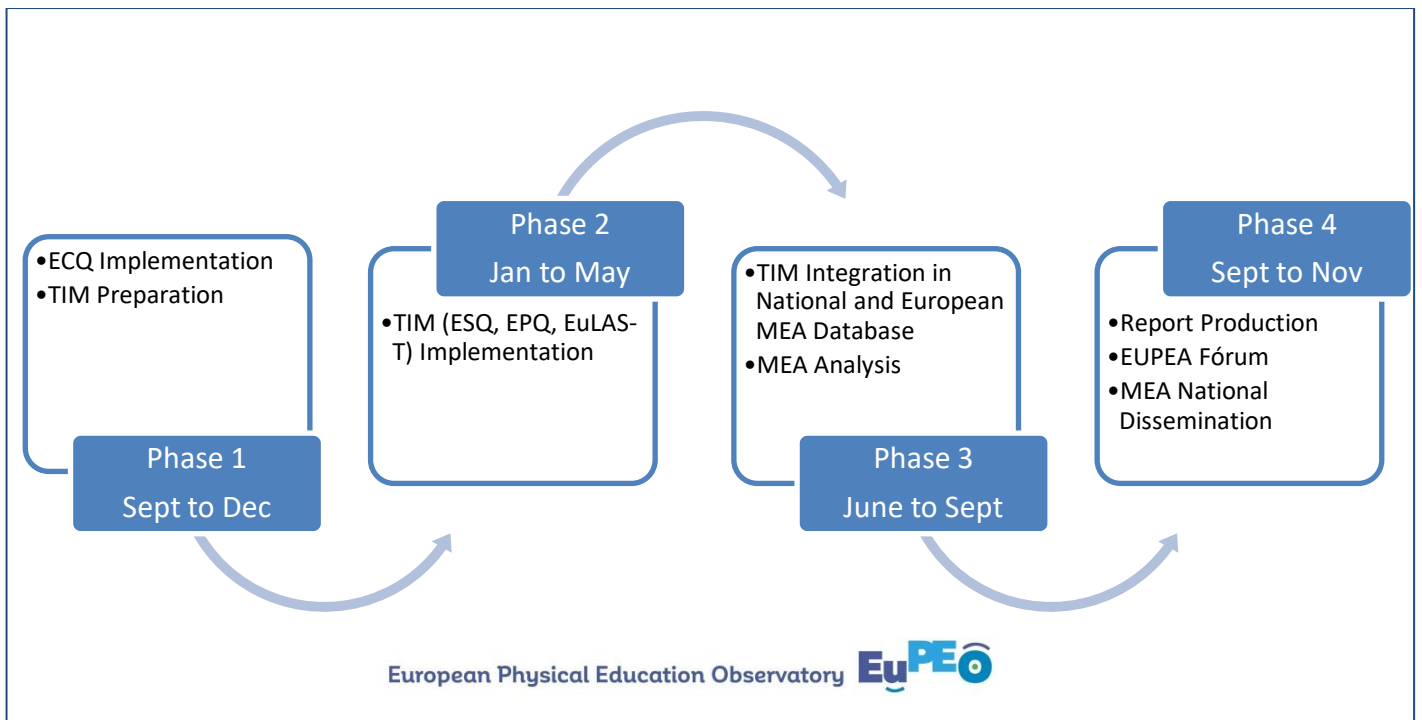 •ECQ Implementation
•TIM Preparation
Phase 1
Sept to Dec
Phase 2
Jan to May
•TIM (ESQ, EPQ, EuLAS-
T) Implementation
•TIM Integration in
National and European
MEA Database
•MEA Analysis
Phase 3
June to Sept
Phase 4
Sept to Nov
•Report Production
•EUPEA Fórum
•MEA National
Dissemination
European Physical Education Observatory EuPEO